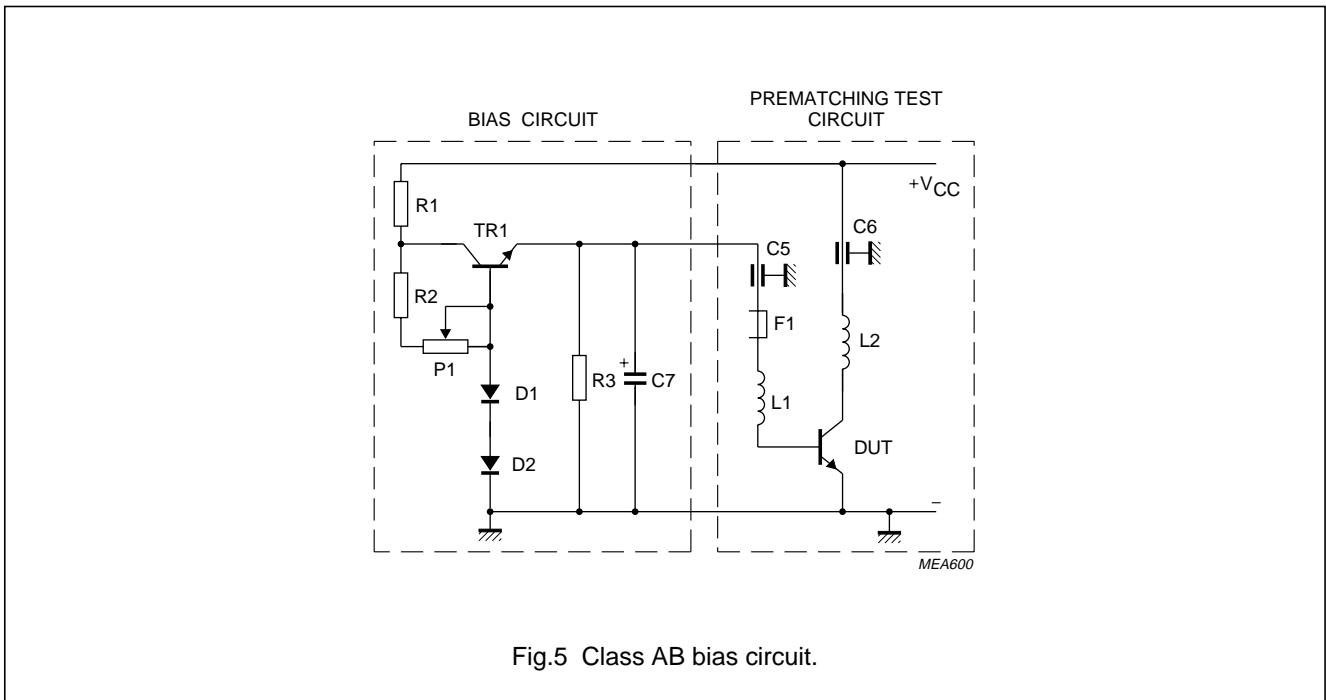 BIAS CIRCUIT
PREMATCHING TEST
CIRCUIT
+VCC
R1
TR1
C5
C6
R2
F1
L2
P1
D1
+
R3
C7
L1
D2
DUT
−
MEA600
Fig.5 Class AB bias circuit.